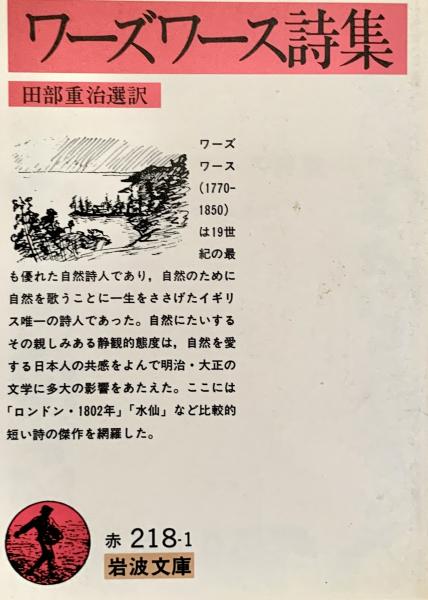 ワーズワース詩集
田部重治選訳
ワーズ
ワース
(1770-
1850)
は19世
紀の最
も優れた自然詩人であり，自然のために
自然を歌うことに一生をささげたイギリ
ス唯一の詩人であった。自然にたいする
その親しみある静観的態度は，自然を愛
する日本人の共感をよんで明治・大正の
文学に多大の影響をあたえた。ここには
「ロンドン・1802年」「水仙」など比較的
短い詩の傑作を網羅した。
赤 218-1
岩波文庫